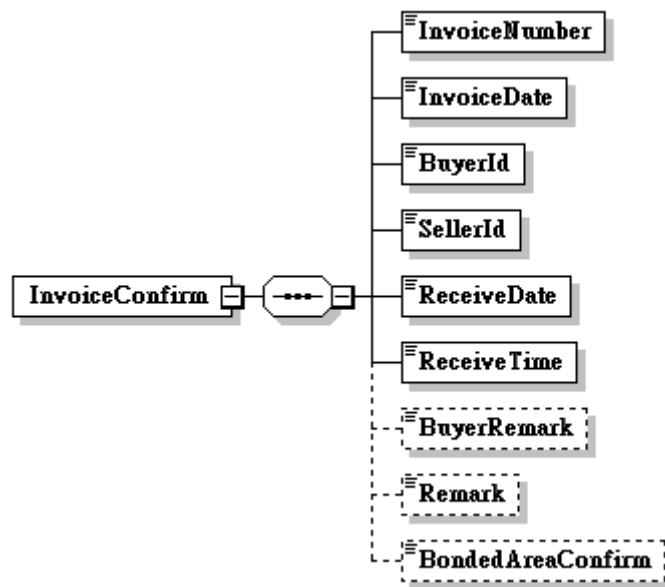 InvoiceNumber
InvoiceDate
BuyerId
SellerId
InvoiceConfirm
ReceiveDate
ReceiveTime
BuyerRemark
Remark
BondedAreaConfirm